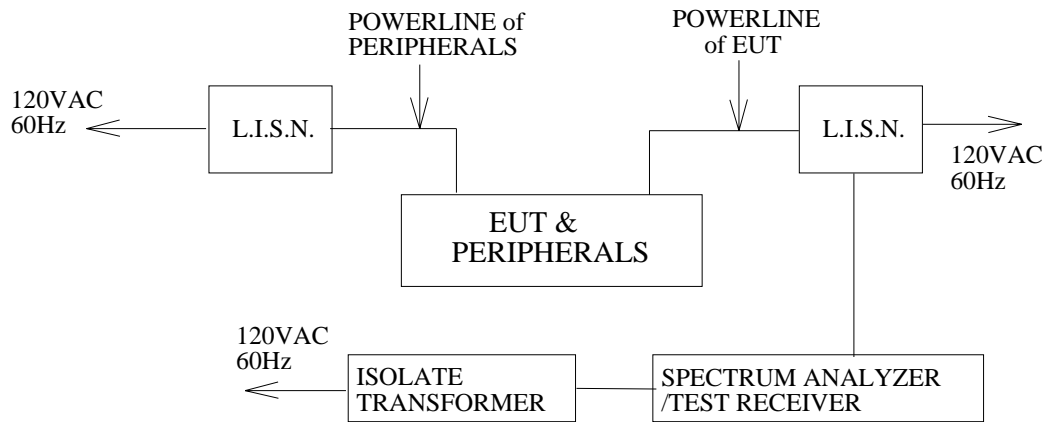 POWERLINE of
PERIPHERALS
POWERLINE
of EUT
120VAC
60Hz
L.I.S.N.
L.I.S.N.
120VAC
60Hz
EUT &
PERIPHERALS
120VAC
60Hz
ISOLATE
TRANSFORMER
SPECTRUM ANALYZER
/TEST RECEIVER